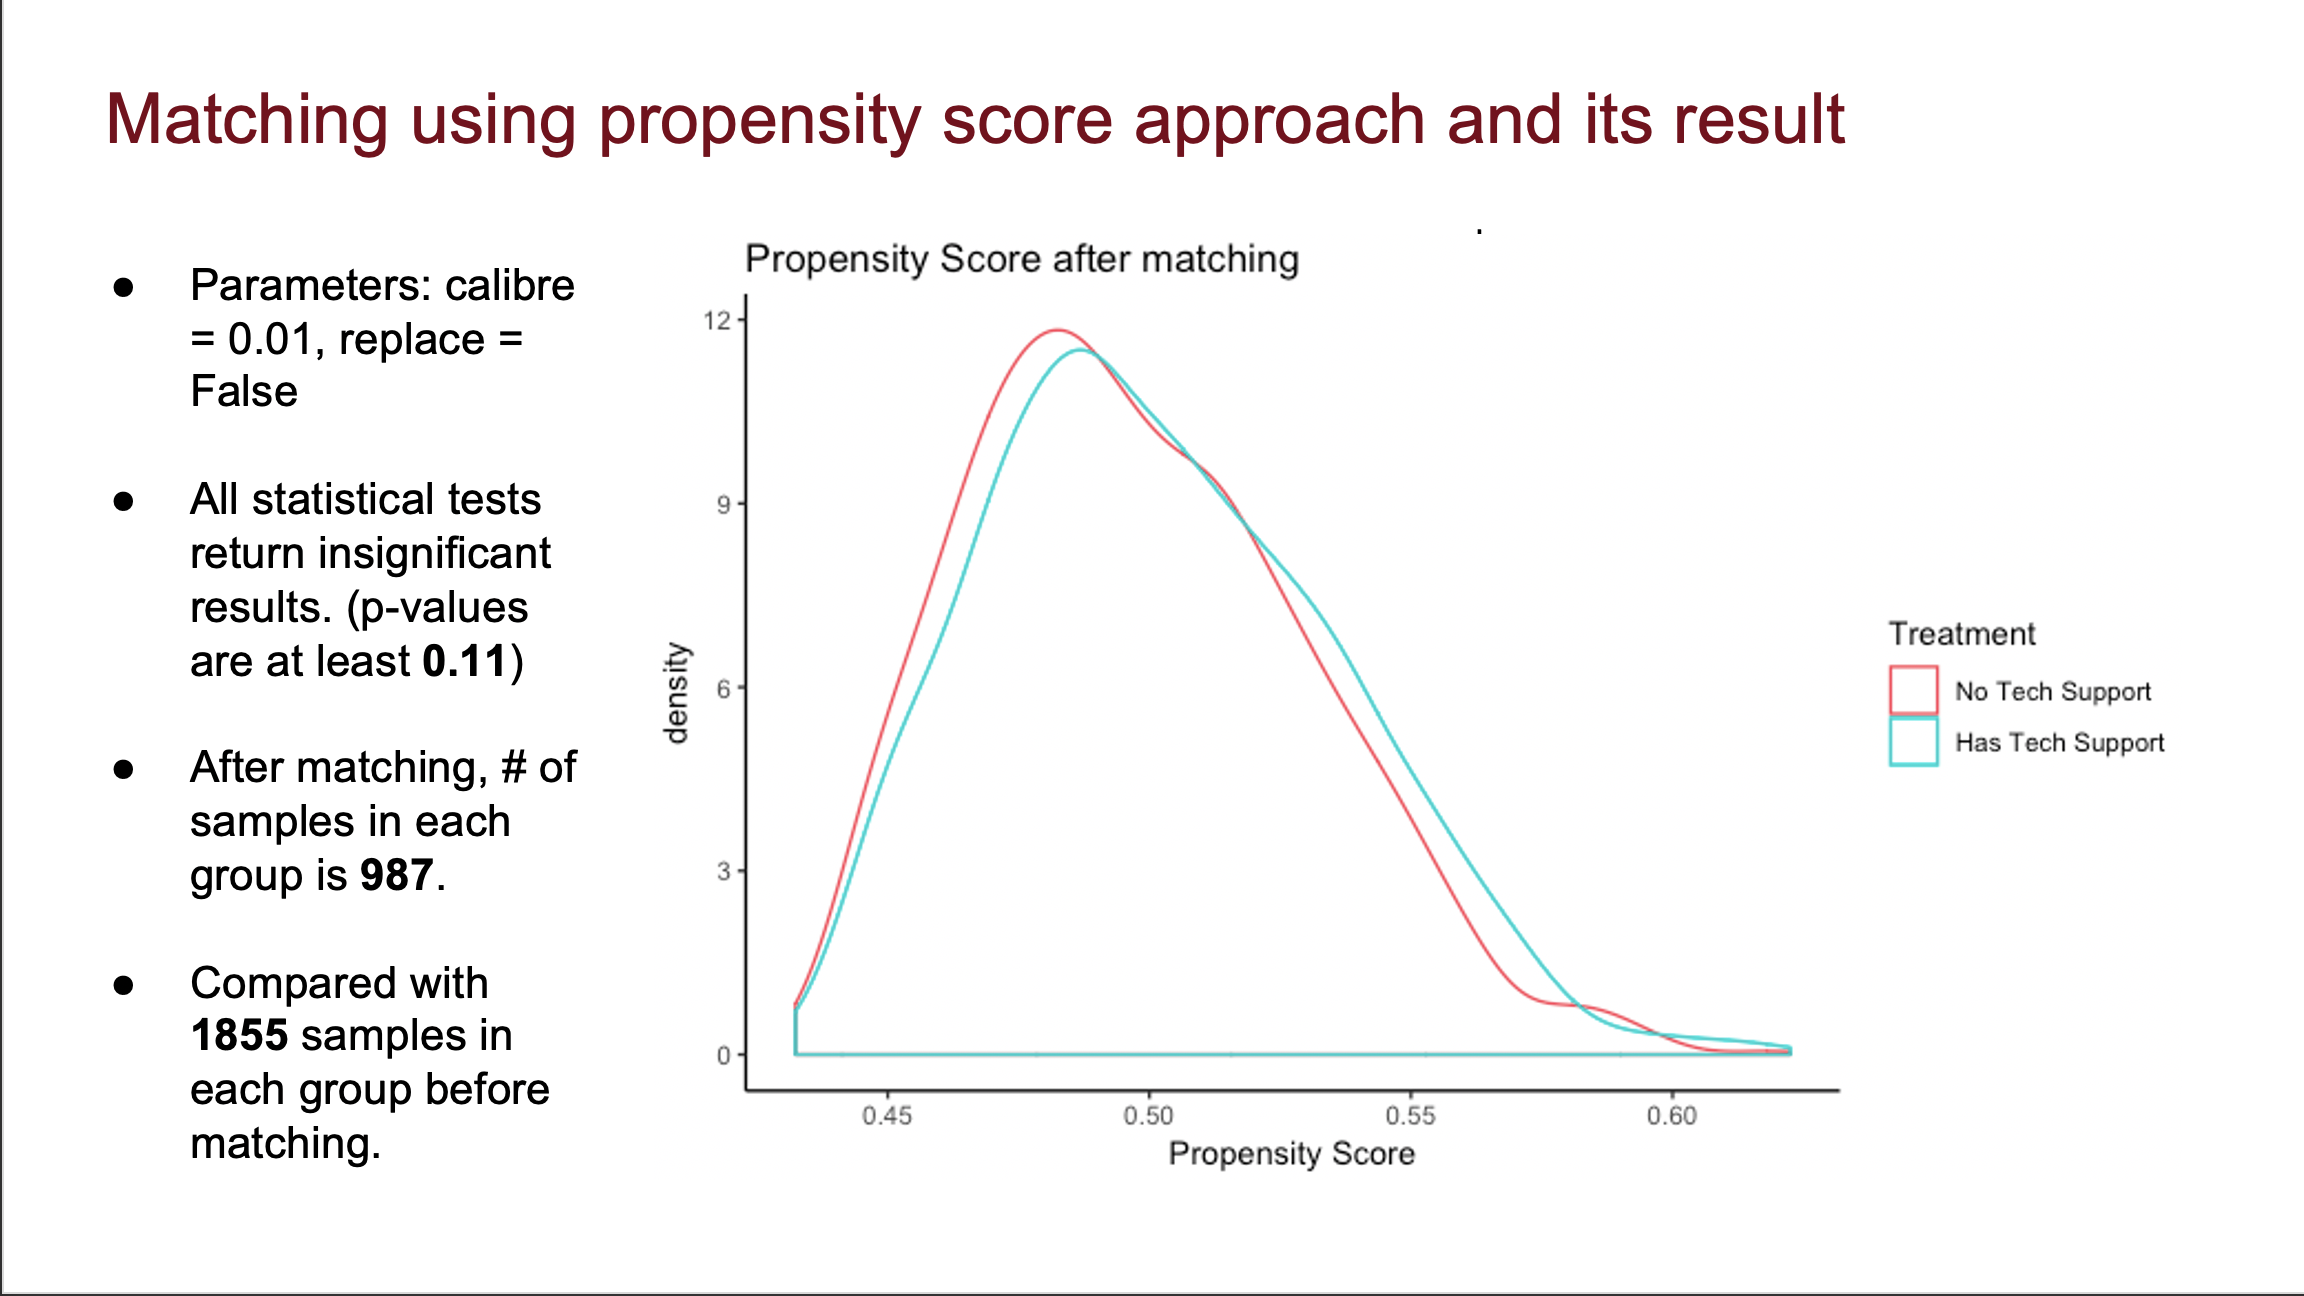 Matching using propensity score approach and its result
● Parameters: calibre
= 0.01, replace =
False
● All statistical tests
return insignificant
results. (p-values
are at least 0.11)
● After matching, # of
samples in each
group is 987.
● Compared with
1855 samples in
each group before
matching.
.
Propensity Score after matching
12
9
6
3
0
density
0.45 0.50 0.55 0.60
Propensity Score
Treatment
No Tech Support
Has Tech Support